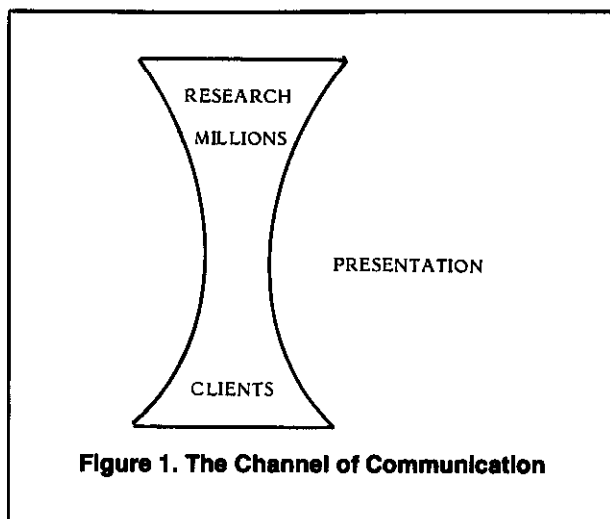 RESEARCH
MILLIONS
PRESENTATION
CLIENTS
Figure 1. The Channel of Communication